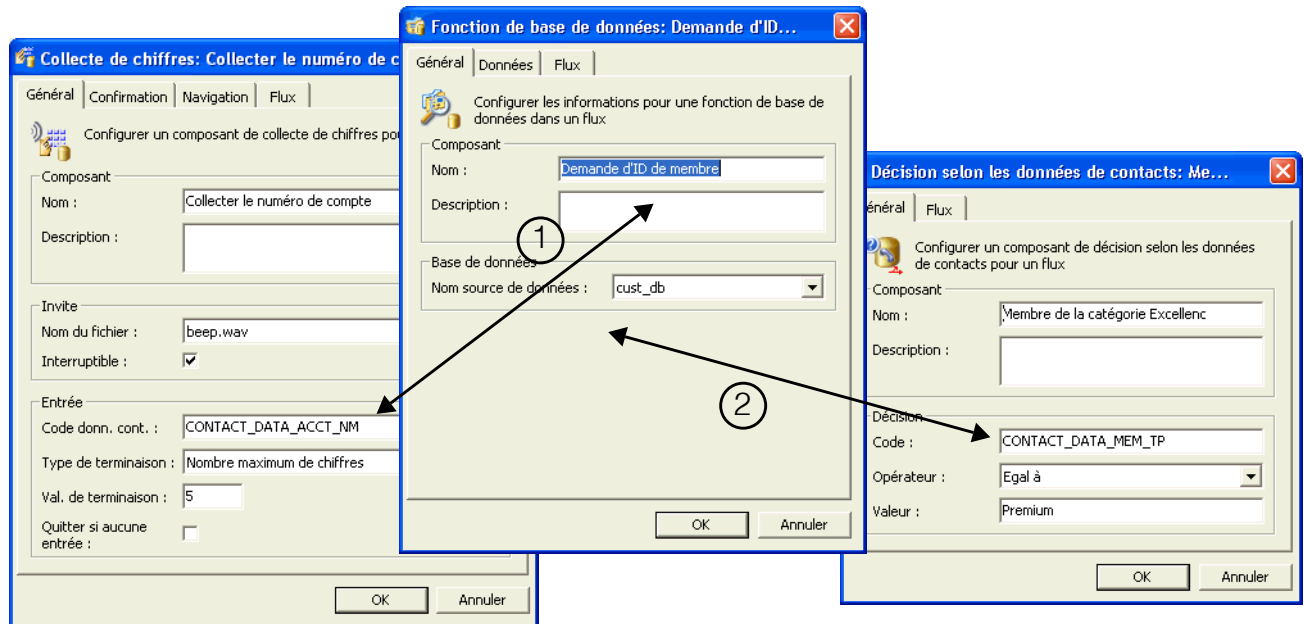 Collecte de chiffres: Collecter le numéro de c
Général Confirmation Navigation Flux
Configurer un composant de collecte de chiffres pou
Composant
Nom : Collecter le numéro de compte
Description :
Invite
Nom du fichier : beep.wav
Interruptible :
Entrée
Code donn. cont. : CONTACT_DATA_ACCT_NM
Type de terminaison : Nombre maximum de chiffres
Val. de terminaison : 5
Quitter si aucune
entrée :
OK Annuler
Fonction de base de données: Demande d'ID...
Général Données Flux
Configurer les informations pour une fonction de base de
données dans un flux
Composant
Nom : Demande d'ID de membre
Description :
1
Base de données
Nom source de données : cust_db
2
OK Annuler
Décision selon les données de contacts: Me...
énéral Flux
Configurer un composant de décision selon les données
de contacts pour un flux
Composant
Nom : Membre de la catégorie Excellenc
Description :
Décision
Code : CONTACT_DATA_MEM_TP
Opérateur : Egal à
Valeur : Premium
OK Annuler